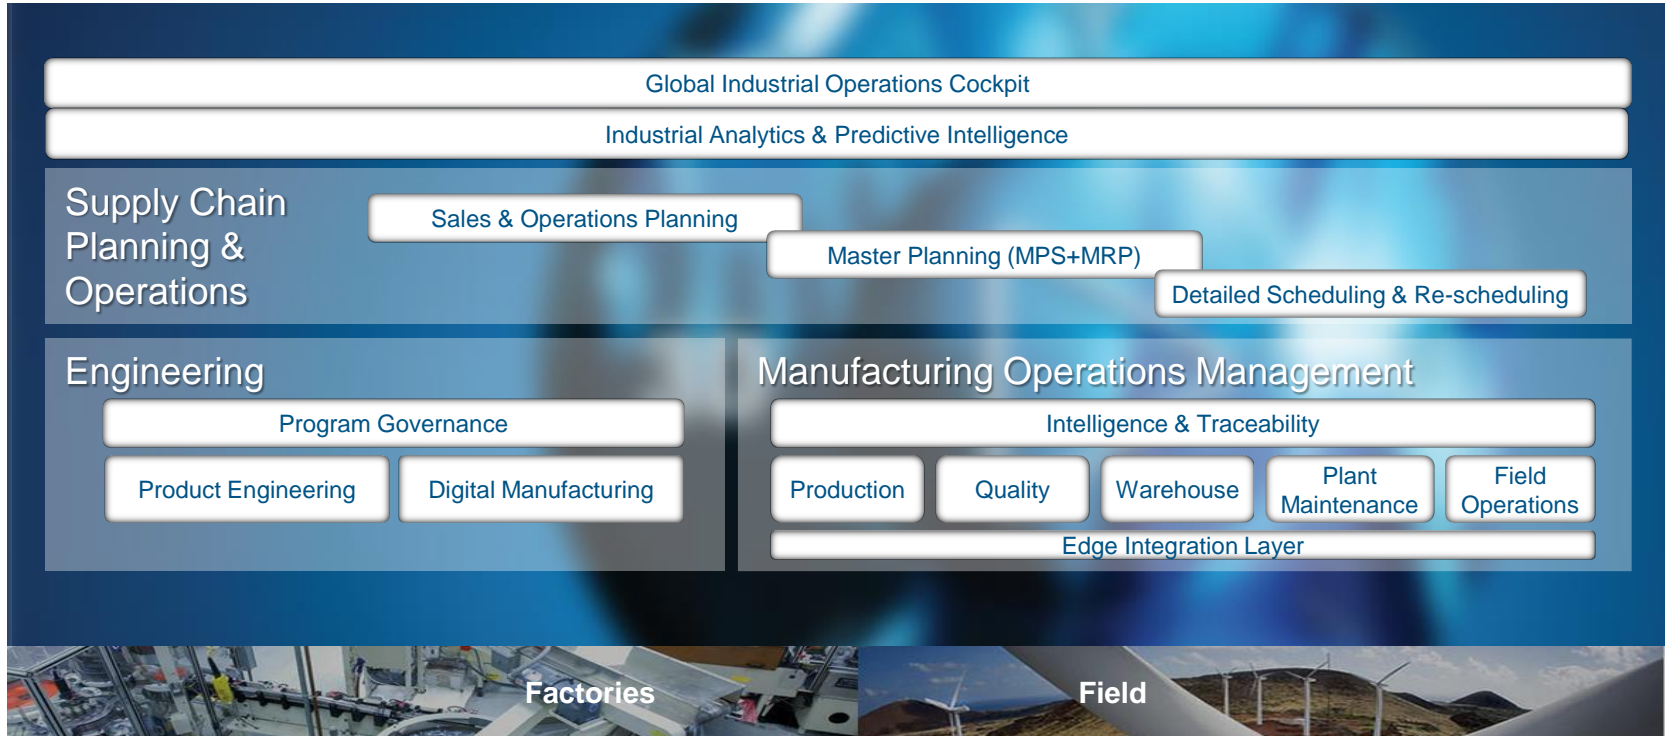 Global Industrial Operations Cockpit
Industrial Analytics & Predictive Intelligence
Supply Chain
Planning &
Operations
Sales & Operations Planning
Master Planning (MPS+MRP)
Detailed Scheduling & Re-scheduling
Engineering
Program Governance
Product Engineering
Digital Manufacturing
Manufacturing Operations Management
Intelligence & Traceability
Production
Quality
Warehouse
Plant
Maintenance
Field
Operations
Edge Integration Layer
Factories
Field